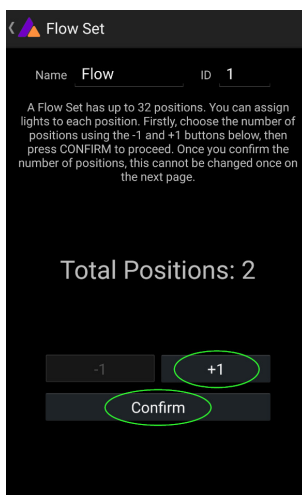 Flow Set
Name Flow ID 1
A Flow Set has up to 32 positions. You can assign
lights to each position. Firstly, choose the number of
positions using the -1 and +1 buttons below, then
press CONFIRM to proceed. Once you confirm the
number of positions, this cannot be changed once on
the next page.
Total Positions: 2
-1 +1
Confirm